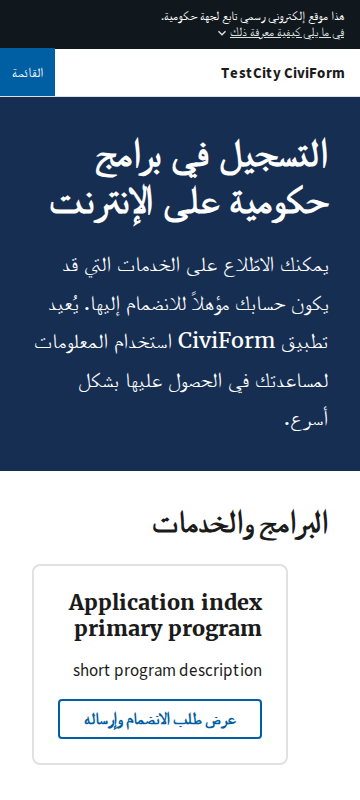 هذا موقع إلكتروني رسمي تابع لجهة حكومية.
في ما يلي كيفية معرفة ذلك
TestCity CiviForm
القائمة
التسجيل في برامج
حكومية على الإنترنت
يمكنك الاطّلاع على الخدمات التي قد
يكون حسابك مؤهلاً للانضمام إليها. يُعيد
تطبيق CiviForm استخدام المعلومات
لمساعدتك في الحصول عليها بشكل
أسرع.
البرامج والخدمات
Application index
primary program
short program description
عرض طلب الانضمام وإرساله